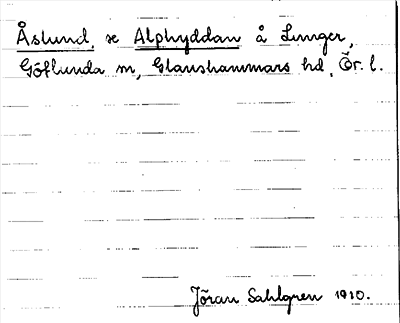 Åslund, se Alphyddan å Lunger,
Götlunda sn, Glanshammars hd, Ör. l.
Jöran Sahlgren 1910.